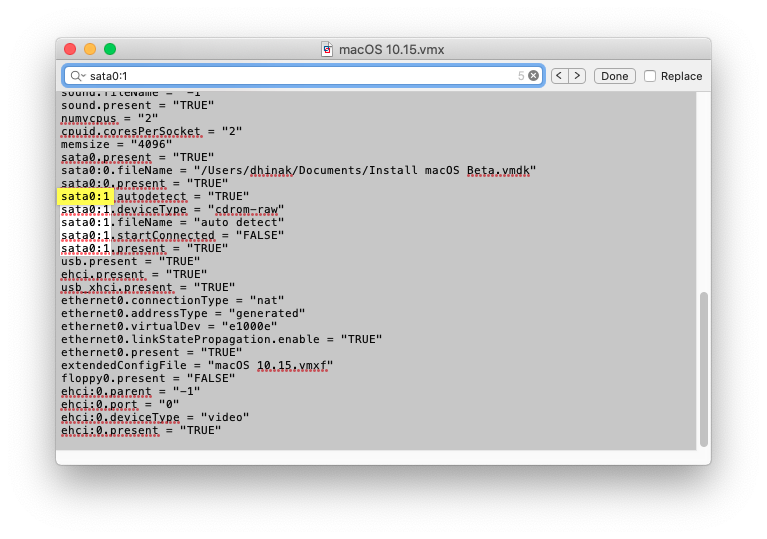 macOS 10.15.vmx
sata0:1 5 < > Done Replace
sound.fileName = "-1"
sound.present = "TRUE"
numvcpus = "2"
cpuid.coresPerSocket = "2"
memsize = "4096"
sata0.present = "TRUE"
sata0:0.fileName = "/Users/dhinak/Documents/Install macOS Beta.vmdk"
sata0:0.present = "TRUE"
sata0:1.autodetect = "TRUE"
sata0:1.deviceType = "cdrom-raw"
sata0:1.fileName = "auto detect"
sata0:1.startConnected = "FALSE"
sata0:1.present = "TRUE"
usb.present = "TRUE"
ehci.present = "TRUE"
usb_xhci.present = "TRUE"
ethernet0.connectionType = "nat"
ethernet0.addressType = "generated"
ethernet0.virtualDev = "e1000e"
ethernet0.linkStatePropagation.enable = "TRUE"
ethernet0.present = "TRUE"
extendedConfigFile = "macOS 10.15.vmxf"
floppy0.present = "FALSE"
ehci:0.parent = "-1"
ehci:0.port = "0"
ehci:0.deviceType = "video"
ehci:0.present = "TRUE"